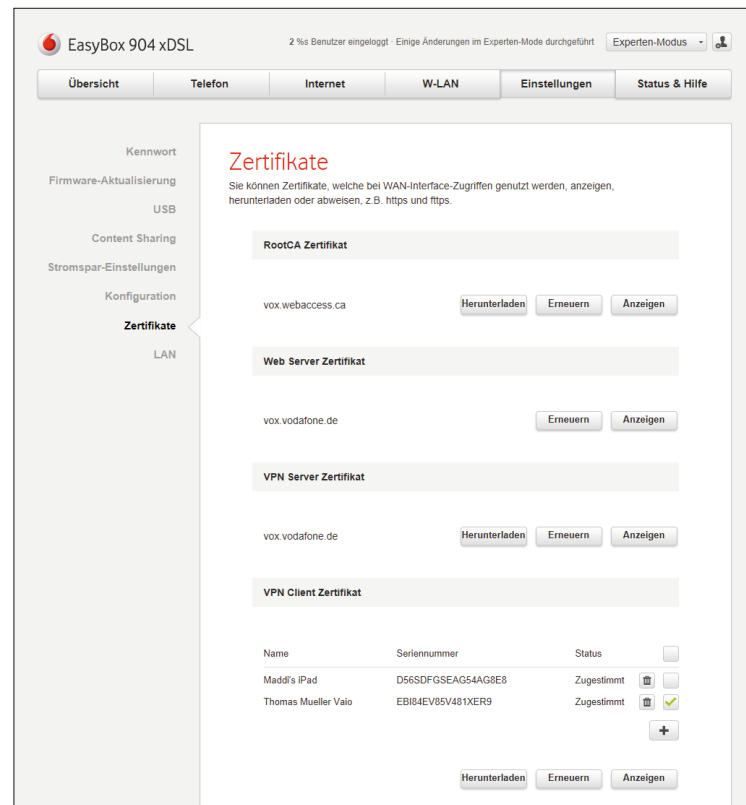 EasyBox 904 xDSL
2 %s Benutzer eingeloggt · Einige Änderungen im Experten-Mode durchgeführt
Experten-Modus
Übersicht Telefon Internet W-LAN Einstellungen Status & Hilfe
Kennwort
Firmware-Aktualisierung
USB
Content Sharing
Stromspar-Einstellungen
Konfiguration
Zertifikate
LAN
Zertifikate
Sie können Zertifikate, welche bei WAN-Interface-Zugriffen genutzt werden, anzeigen,
herunterladen oder abweisen, z.B. https und fttps.
RootCA Zertifikat
vox.webaccess.ca Herunterladen Erneuern Anzeigen
Web Server Zertifikat
vox.vodafone.de Erneuern Anzeigen
VPN Server Zertifikat
vox.vodafone.de Herunterladen Erneuern Anzeigen
VPN Client Zertifikat
Name Seriennummer Status
Maddi's iPad D56SDFGSEAG54AG8E8 Zugestimmt
Thomas Mueller Vaio EBI84EV85V481XER9 Zugestimmt
+
Herunterladen Erneuern Anzeigen